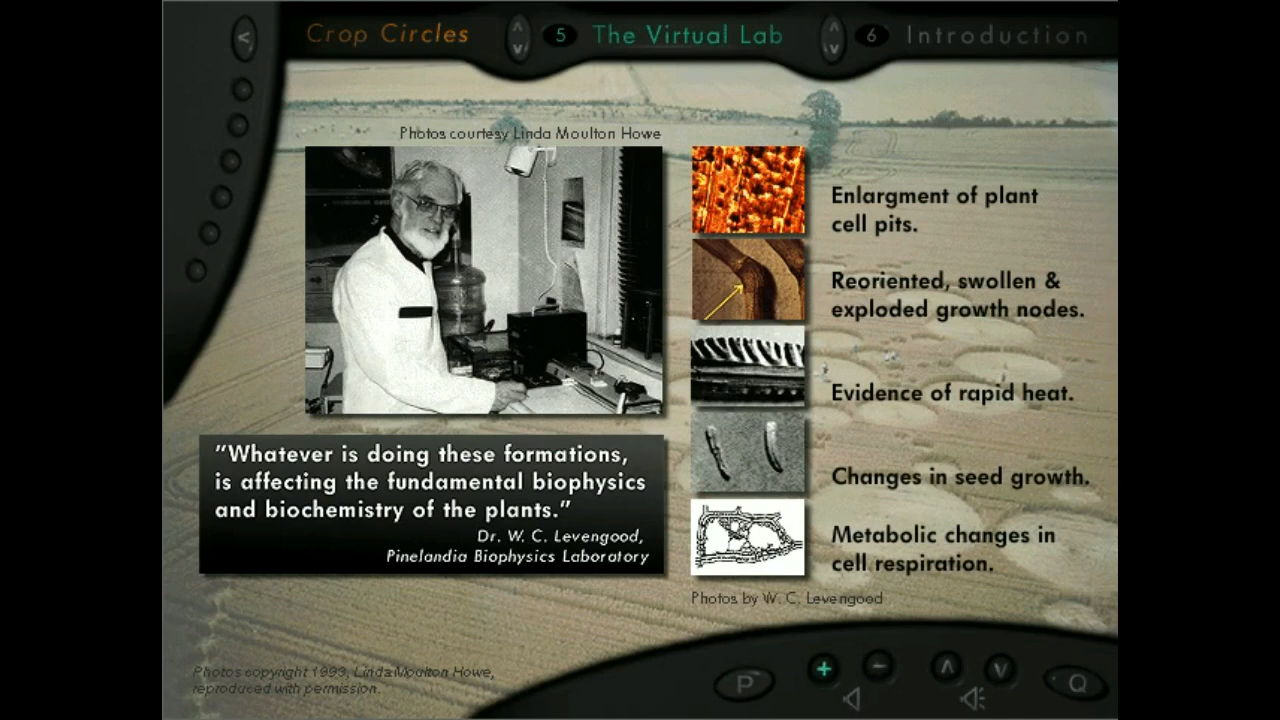 <
Crop Circles
5
The Virtual Lab
6
Introduction
Photos courtesy Linda Moulton Howe
Enlargment of plant
cell pits.
Reoriented, swollen &
exploded growth nodes.
Evidence of rapid heat.
Changes in seed growth.
Metabolic changes in
cell respiration.
Photos by W. C. Levengood
"Whatever is doing these formations,
is affecting the fundamental biophysics
and biochemistry of the plants."
Dr. W. C. Levengood,
Pinelandia Biophysics Laboratory
Photos copyright 1993, Linda Moulton Howe,
reproduced with permission.
P
+
-
Q